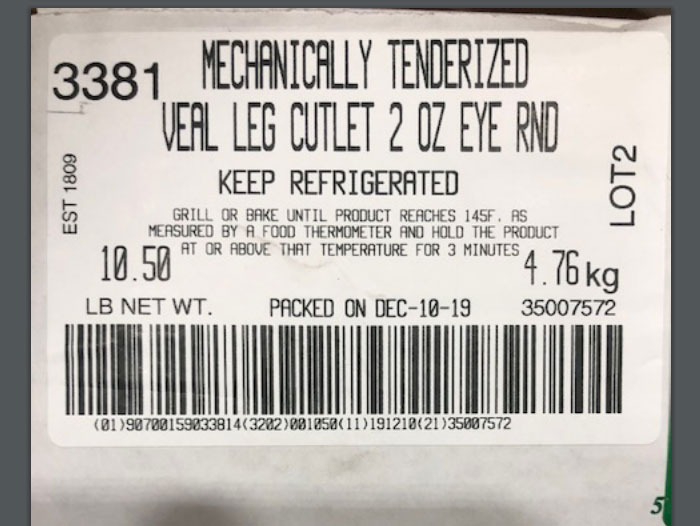 3381 MECHANICALLY TENDERIZED
VEAL LEG CUTLET 2 OZ EYE RND
KEEP REFRIGERATED
EST 1809
LOT2
GRILL OR BAKE UNTIL PRODUCT REACHES 145F. AS
MEASURED BY A FOOD THERMOMETER AND HOLD THE PRODUCT
AT OR ABOVE THAT TEMPERATURE FOR 3 MINUTES
10.50 4.76 kg
LB NET WT. PACKED ON DEC-10-19 35007572
(01)90700159033814(3202)001050(11)191210(21)35007572
5